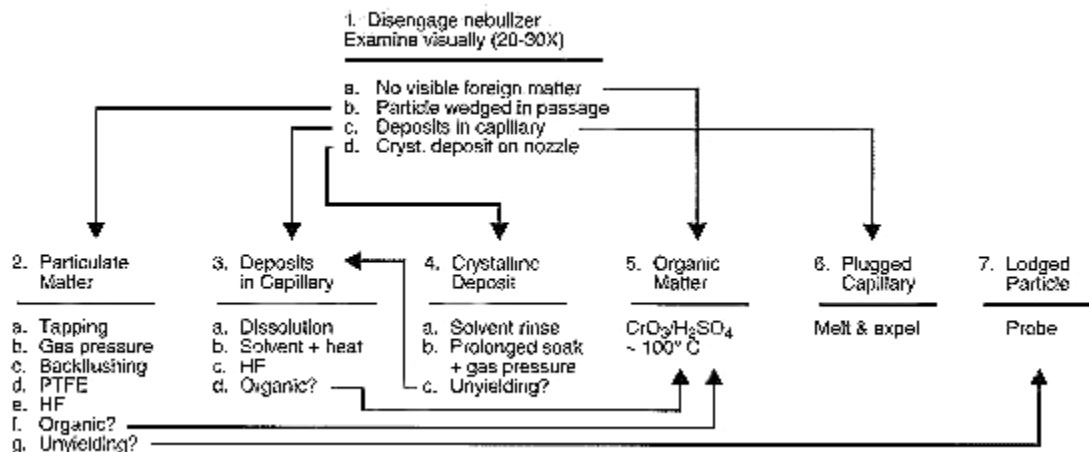 1. Disengage nebulizer
Examine visually (20-30X)
a. No visible foreign matter
b. Particle wedged in passage
c. Deposits in capillary
d. Cryst. deposit on nozzle
2. Particulate
Matter
a. Tapping
b. Gas pressure
c. Backflushing
d. PTFE
e. HF
f. Organic?
g. Unyielding?
3. Deposits
in Capillary
a. Dissolution
b. Solvent + heat
c. HF
d. Organic?
4. Crystalline
Deposit
a. Solvent rinse
b. Prolonged soak
+ gas pressure
c. Unyielding?
5. Organic
Matter
CrO₃/H₂SO₄
~ 100° C
6. Plugged
Capillary
Melt & expel
7. Lodged
Particle
Probe